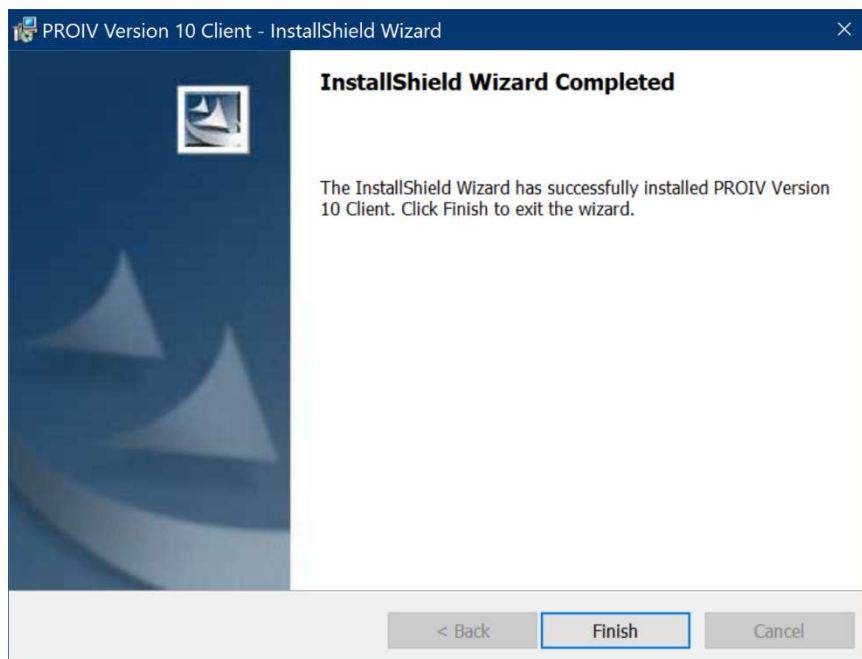 PROIV Version 10 Client - InstallShield Wizard
InstallShield Wizard Completed
The InstallShield Wizard has successfully installed PROIV Version
10 Client. Click Finish to exit the wizard.
< Back
Finish
Cancel